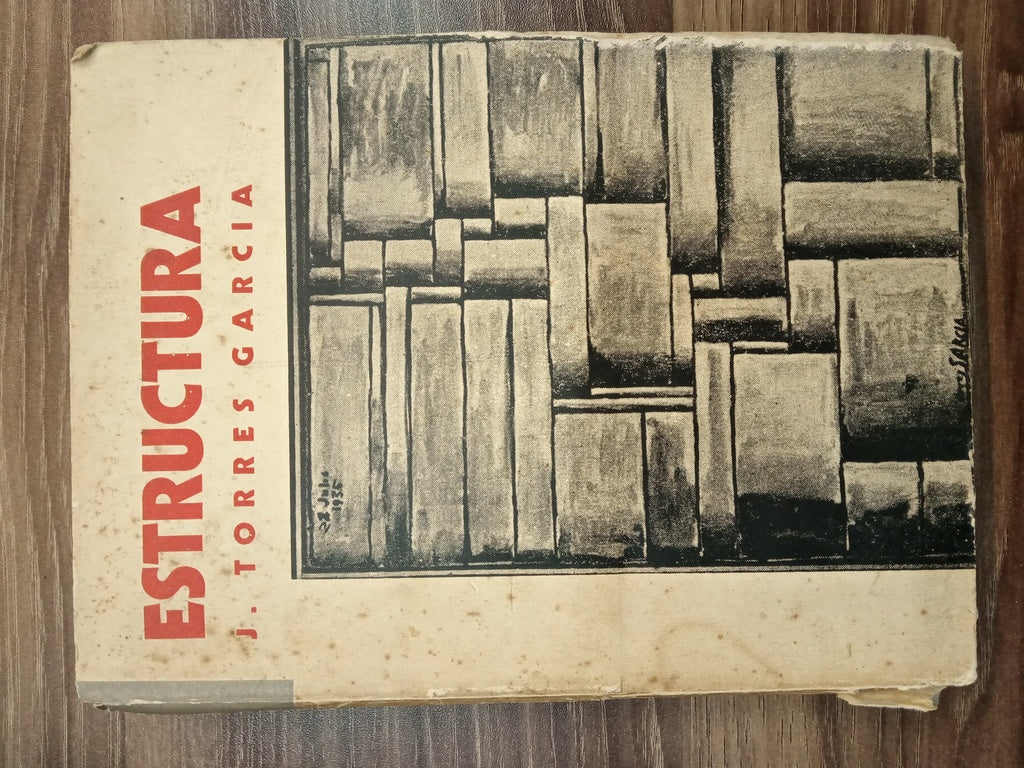 ESTRUCTURA
J. TORRES GARCIA
28 Julio
1935